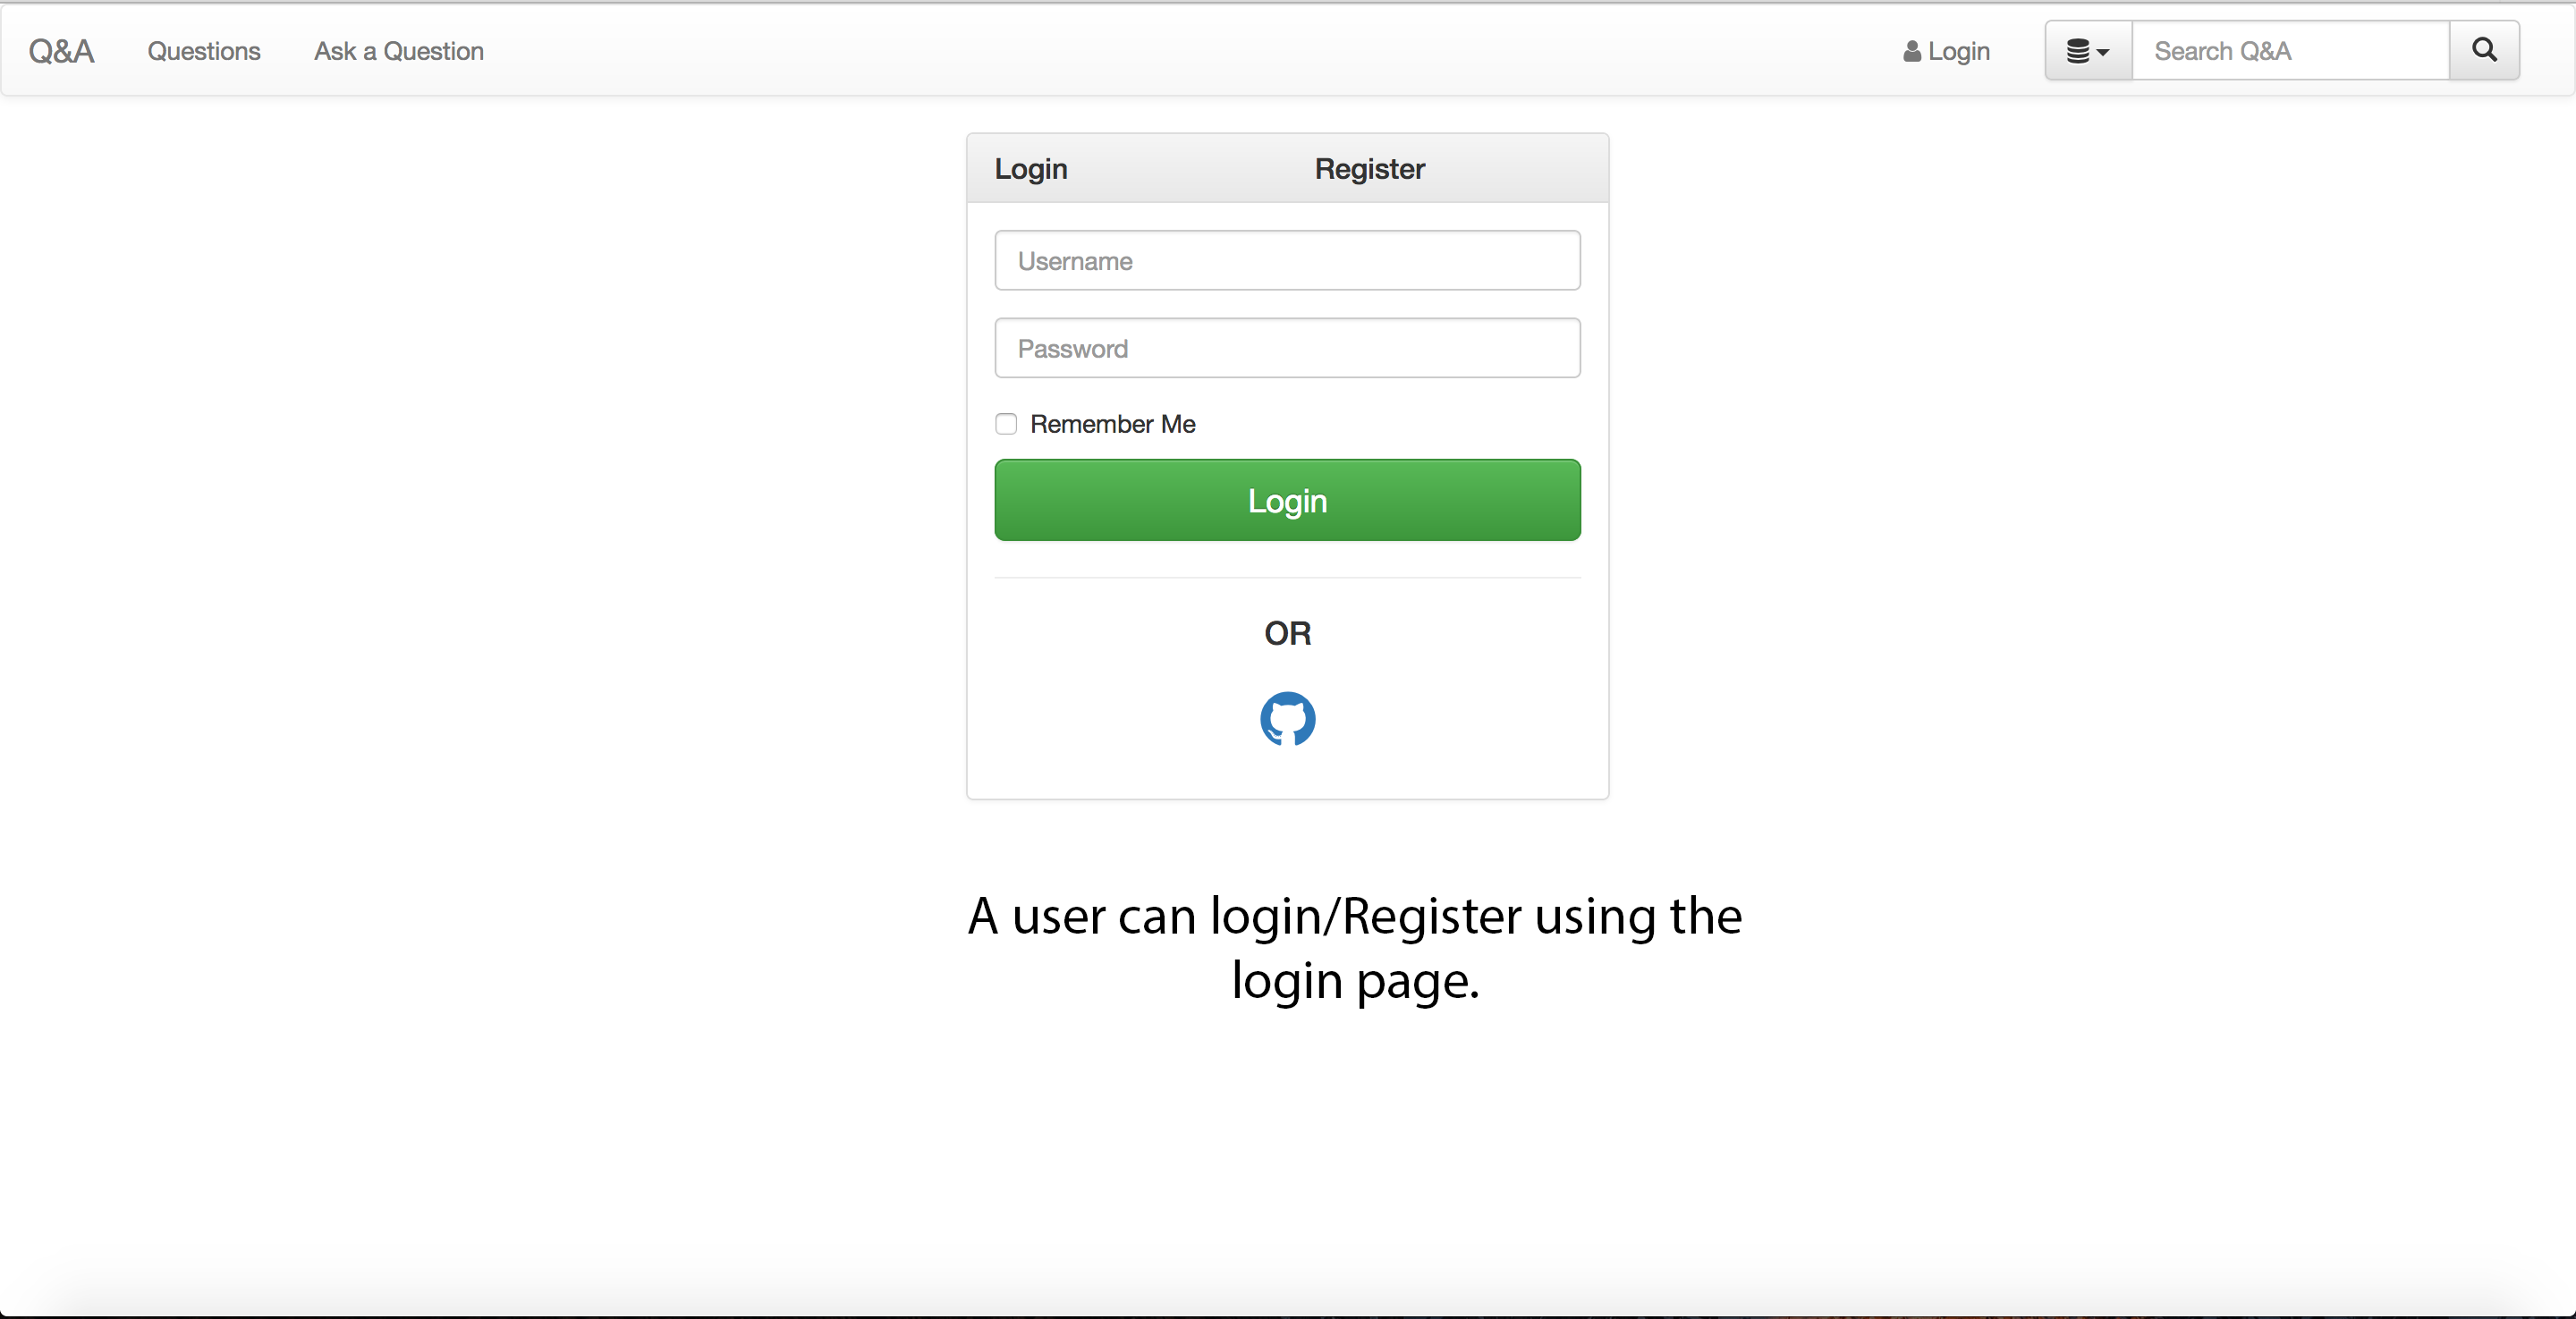 Q&A Questions Ask a Question Login Search Q&A
Login Register
Username
Password
Remember Me
Login
OR
A user can login/Register using the
login page.